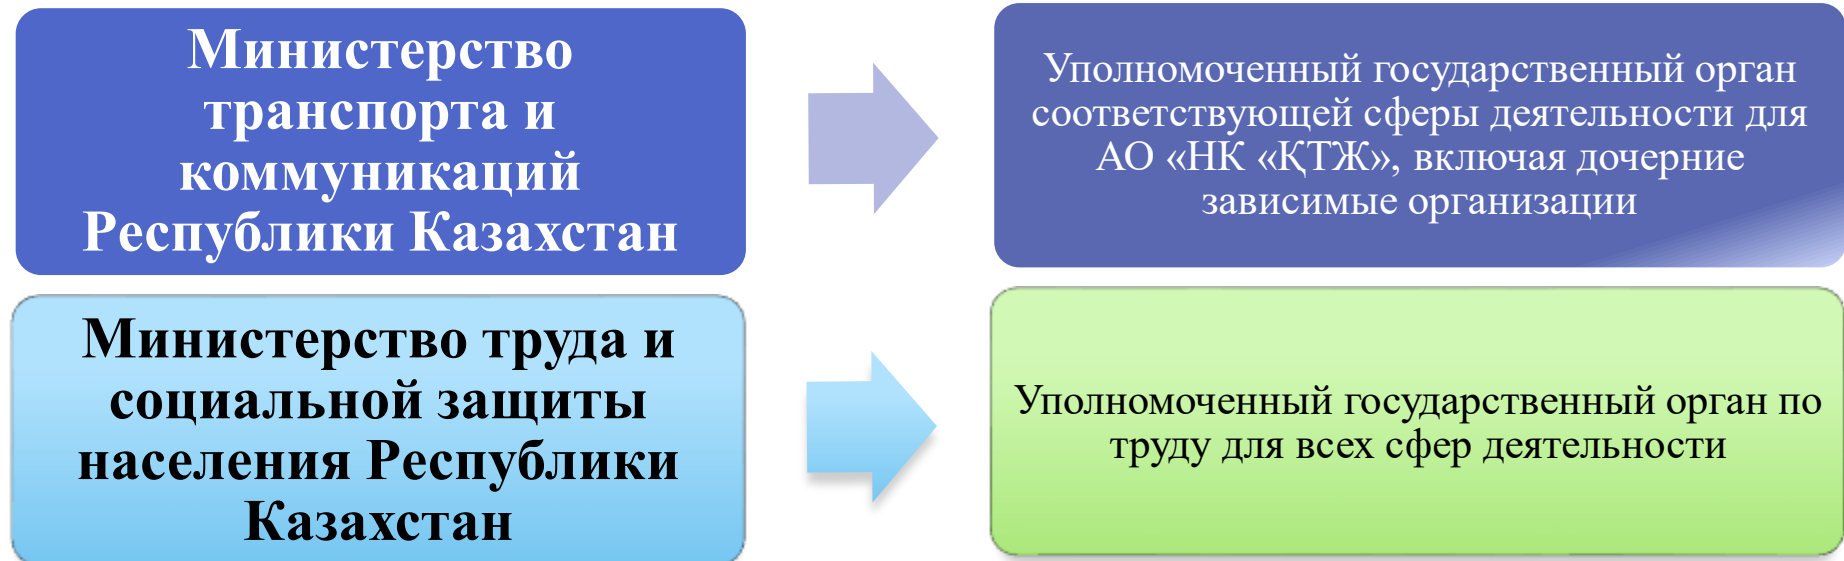 Министерство
транспорта и
коммуникаций
Республики Казахстан
Уполномоченный государственный орган
соответствующей сферы деятельности для
АО «НК «ҚТЖ», включая дочерние
зависимые организации
Министерство труда и
социальной защиты
населения Республики
Казахстан
Уполномоченный государственный орган по
труду для всех сфер деятельности